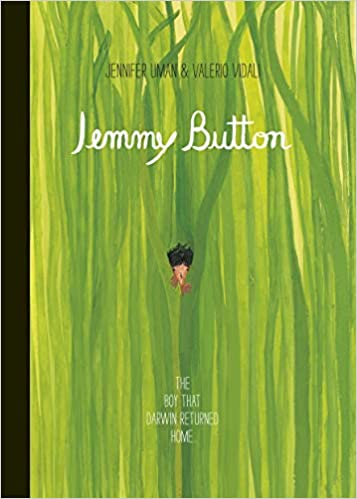 JENNIFER UMAN & VALERIO VIDALI
Jemmy Button
THE
BOY THAT
DARWIN RETURNED
HOME